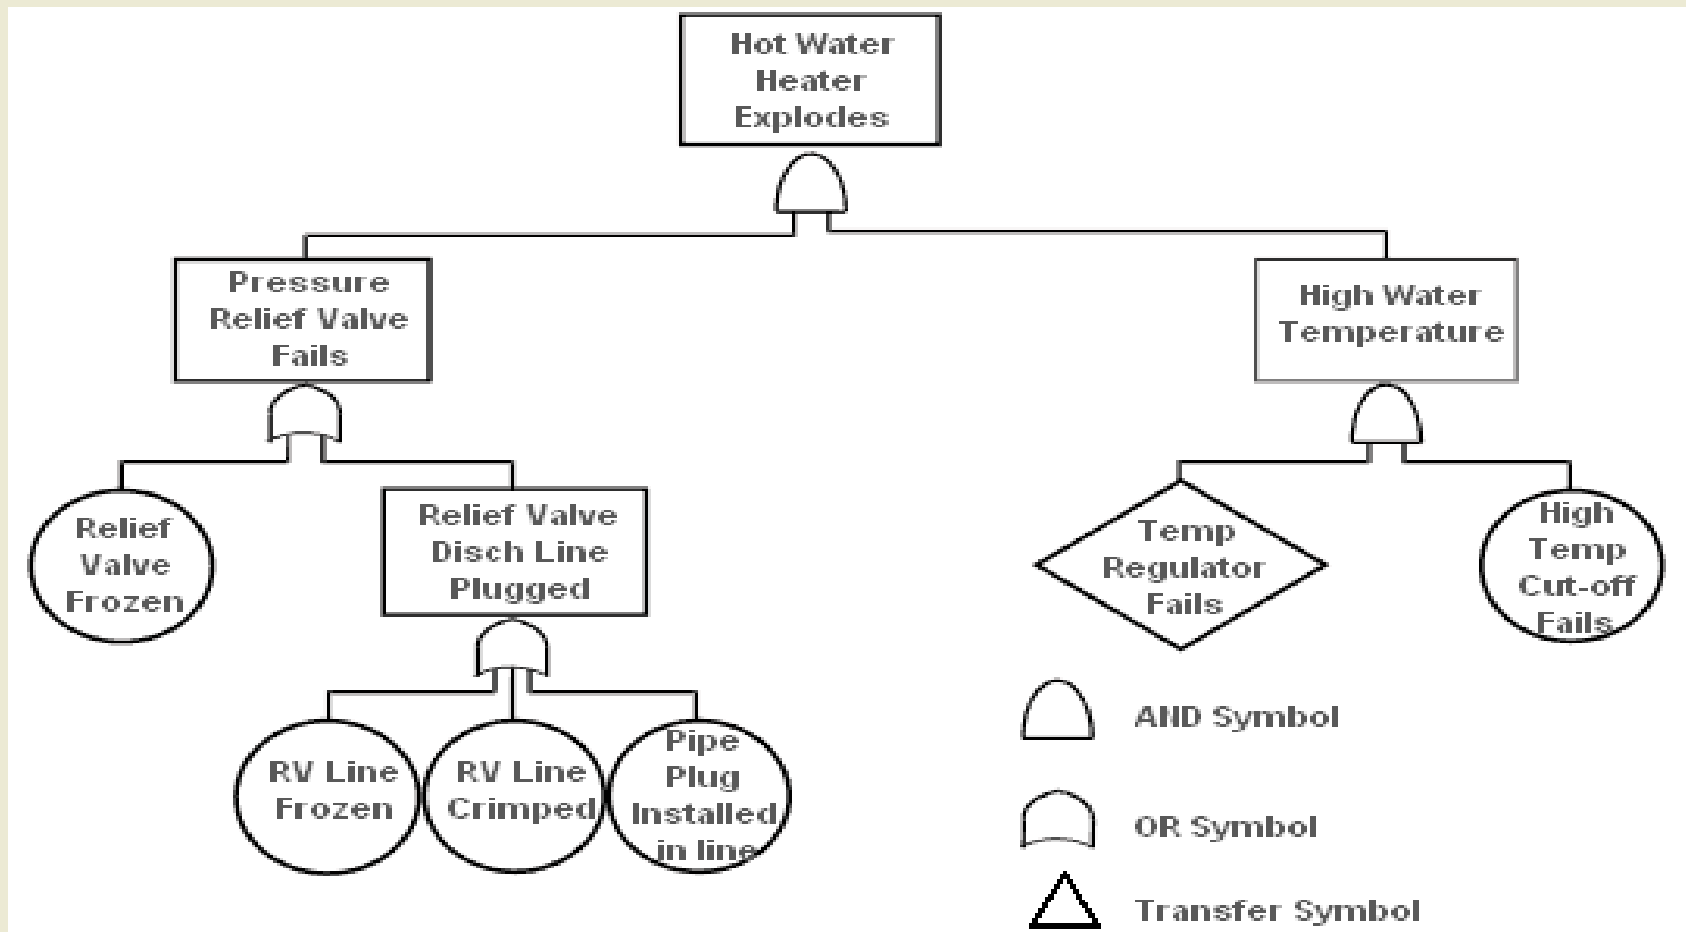 Hot Water
Heater
Explodes
Pressure
Relief Valve
Fails
High Water
Temperature
Relief
Valve
Frozen
Relief Valve
Disch Line
Plugged
Temp
Regulator
Fails
High
Temp
Cut-off
Fails
RV Line
Frozen
RV Line
Crimped
Pipe
Plug
Installed
in line
AND Symbol
OR Symbol
Transfer Symbol